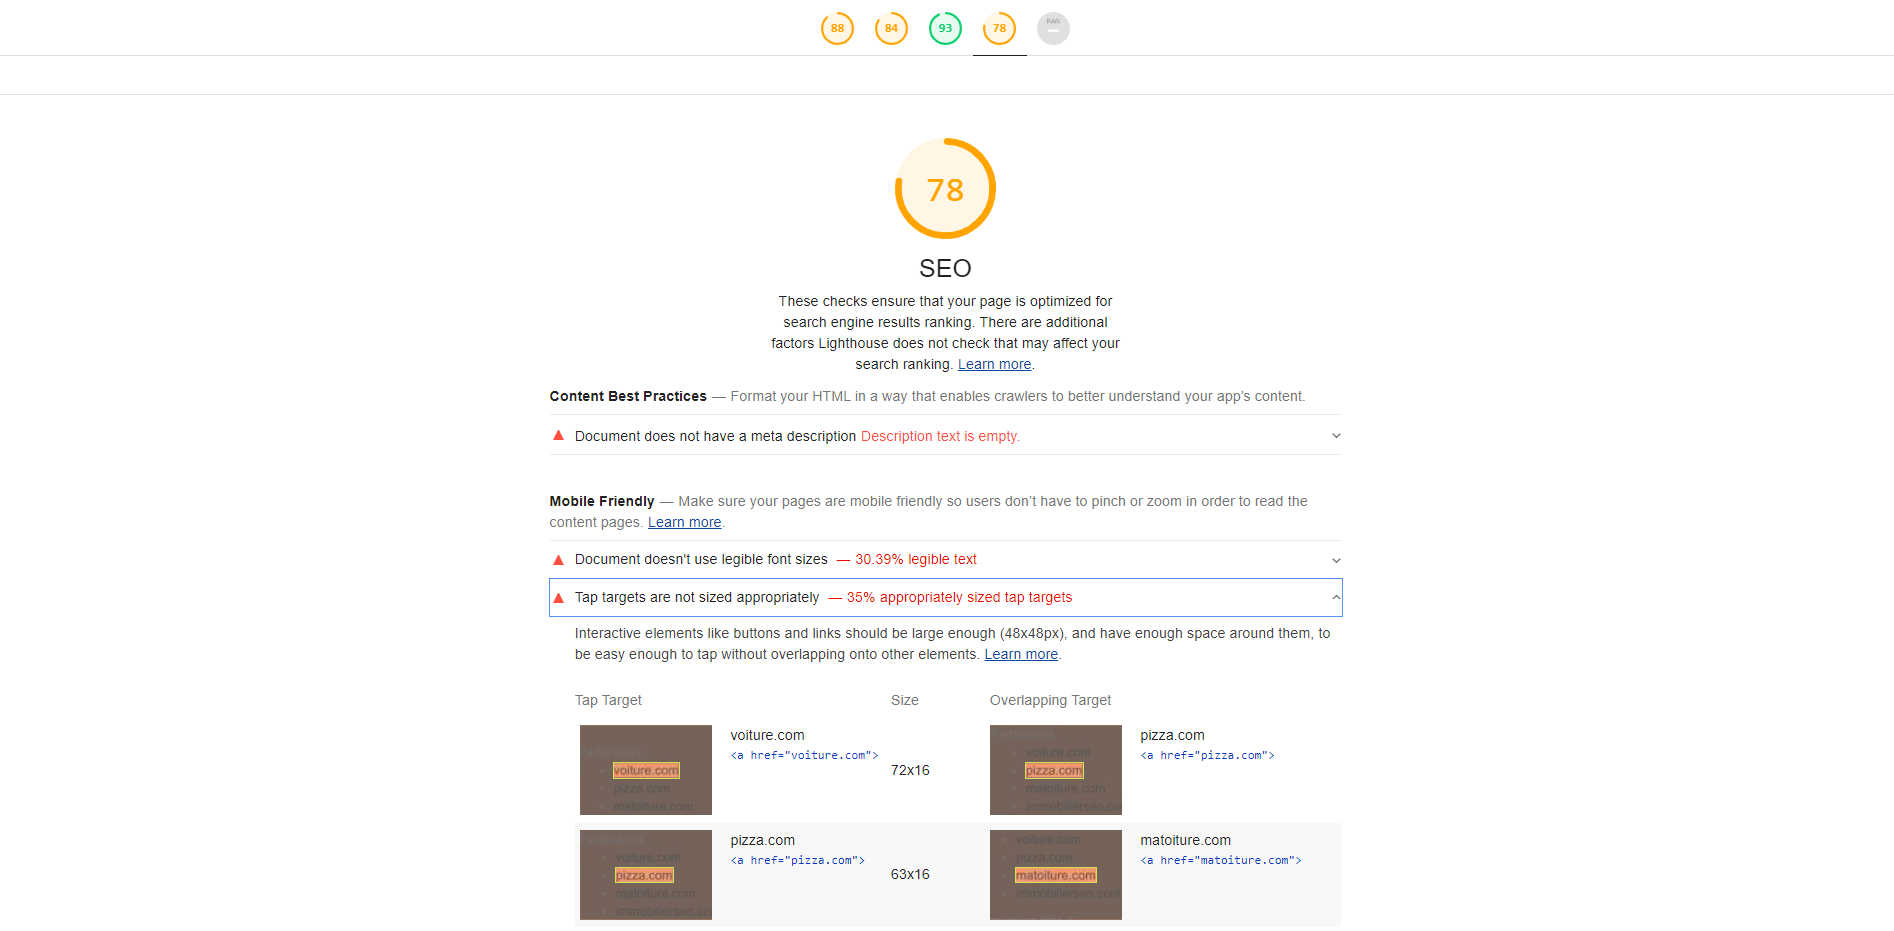 88 84 93 78 PWA
78
SEO
These checks ensure that your page is optimized for
search engine results ranking. There are additional
factors Lighthouse does not check that may affect your
search ranking. Learn more.
Content Best Practices — Format your HTML in a way that enables crawlers to better understand your app's content.
Document does not have a meta description Description text is empty.
Mobile Friendly — Make sure your pages are mobile friendly so users don't have to pinch or zoom in order to read the
content pages. Learn more.
Document doesn't use legible font sizes — 30.39% legible text
Tap targets are not sized appropriately — 35% appropriately sized tap targets
Interactive elements like buttons and links should be large enough (48x48px), and have enough space around them, to
be easy enough to tap without overlapping onto other elements. Learn more.
Tap Target Size Overlapping Target
Partenaires
voiture.com
pizza.com
matoiture.com
voiture.com
<a href="voiture.com">
72x16
Partenaires
voiture.com
pizza.com
matoiture.com
immobilierseo.co
pizza.com
<a href="pizza.com">
Partenaires
voiture.com
pizza.com
matoiture.com
immobilierseo.co
pizza.com
<a href="pizza.com">
63x16
voiture.com
pizza.com
matoiture.com
immobilierseo.com
matoiture.com
<a href="matoiture.com">